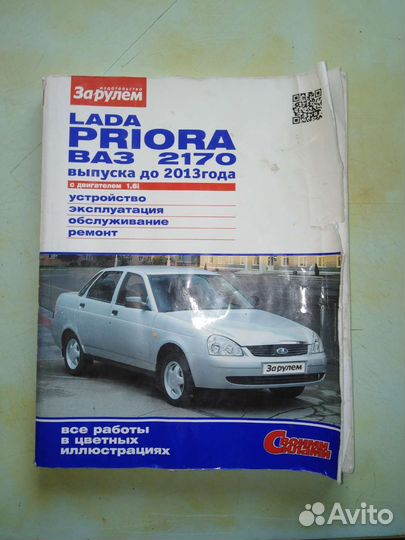 издательство
За рулем
LADA
PRIORA
ВАЗ 2170
выпуска до 2013года
с двигателем 1,6i
устройство
эксплуатация
обслуживание
ремонт
За рулем
все работы
в цветных
иллюстрациях
Своими
силами
Avito